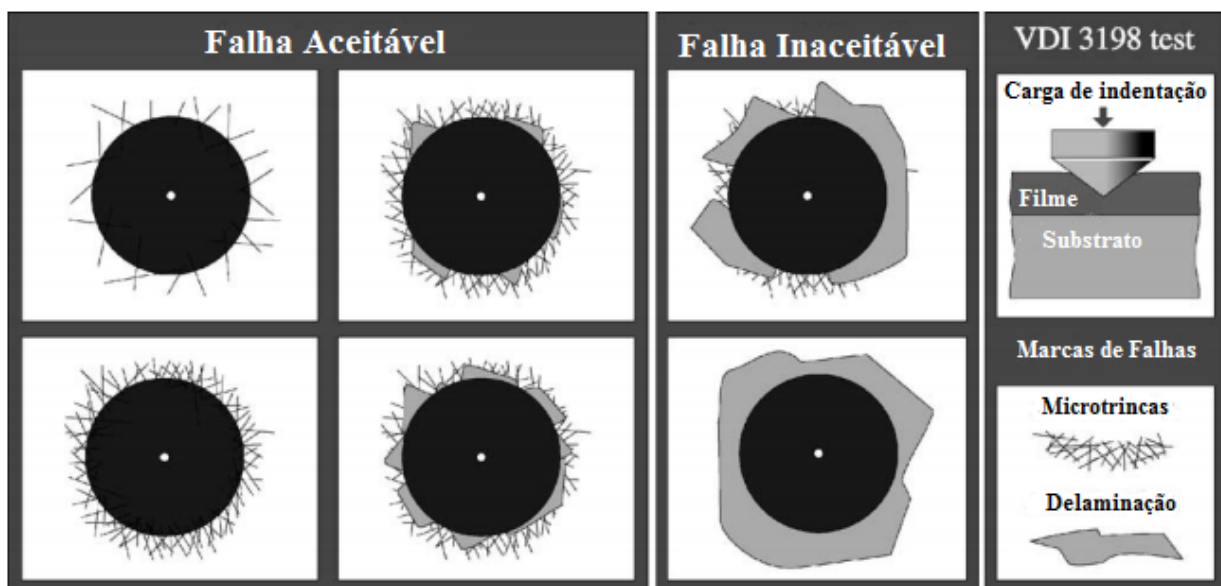 Falha Aceitável
Falha Inaceitável
VDI 3198 test
Carga de indentação
Filme
Substrato
Marcas de Falhas
Microtrincas
Delaminação